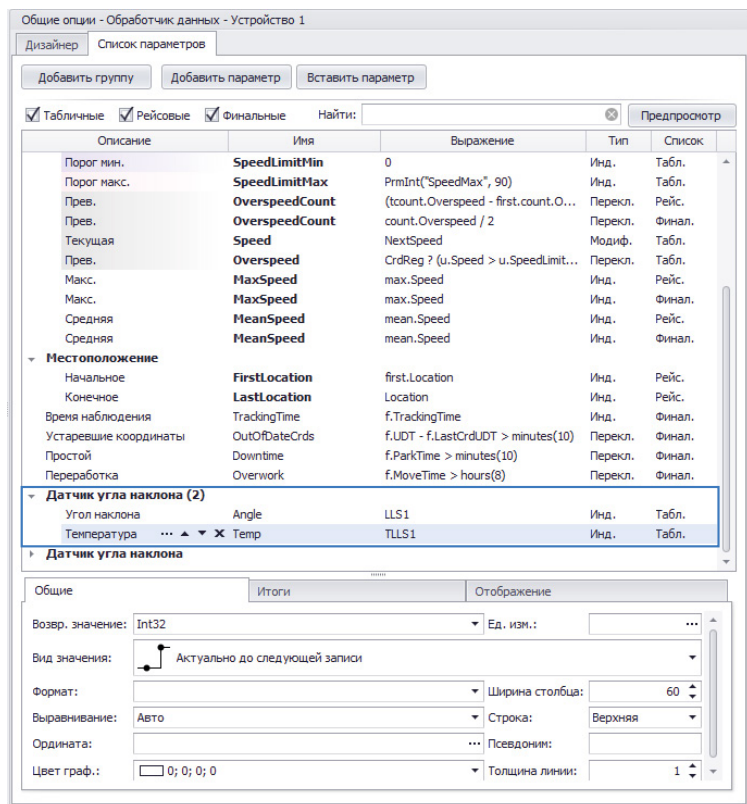 Общие опции - Обработчик данных - Устройство 1
Дизайнер Список параметров
Добавить группу Добавить параметр Вставить параметр
Табличные Рейсовые Финальные Найти: Предпросмотр
Описание Имя Выражение Тип Список
Порог мин. SpeedLimitMin 0 Инд. Табл.
Порог макс. SpeedLimitMax PrmInt("SpeedMax", 90) Инд. Табл.
Прев. OverspeedCount (tcount.Overspeed - first.count.O... Перекл. Рейс.
Прев. OverspeedCount count.Overspeed / 2 Перекл. Финал.
Текущая Speed NextSpeed Модиф. Табл.
Прев. Overspeed CrdReg ? (u.Speed > u.SpeedLimit... Перекл. Табл.
Макс. MaxSpeed max.Speed Инд. Рейс.
Макс. MaxSpeed max.Speed Инд. Финал.
Средняя MeanSpeed mean.Speed Инд. Рейс.
Средняя MeanSpeed mean.Speed Инд. Финал.
Местоположение
Начальное FirstLocation first.Location Инд. Рейс.
Конечное LastLocation Location Инд. Рейс.
Время наблюдения TrackingTime f.TrackingTime Инд. Финал.
Устаревшие координаты OutOfDateCrds f.UDT - f.LastCrdUDT > minutes(10) Перекл. Финал.
Простой Downtime f.ParkTime > minutes(10) Перекл. Финал.
Переработка Overwork f.MoveTime > hours(8) Перекл. Финал.
Датчик угла наклона (2)
Угол наклона Angle LLS1 Инд. Табл.
Температура ... Temp TLLS1 Инд. Табл.
Датчик угла наклона
Общие Итоги Отображение
Возвр. значение: Int32 Ед. изм.: ...
Вид значения: Актуально до следующей записи
Формат: Ширина столбца: 60
Выравнивание: Авто Строка: Верхняя
Ордината: ... Псевдоним:
Цвет граф.: 0; 0; 0; 0 Толщина линии: 1